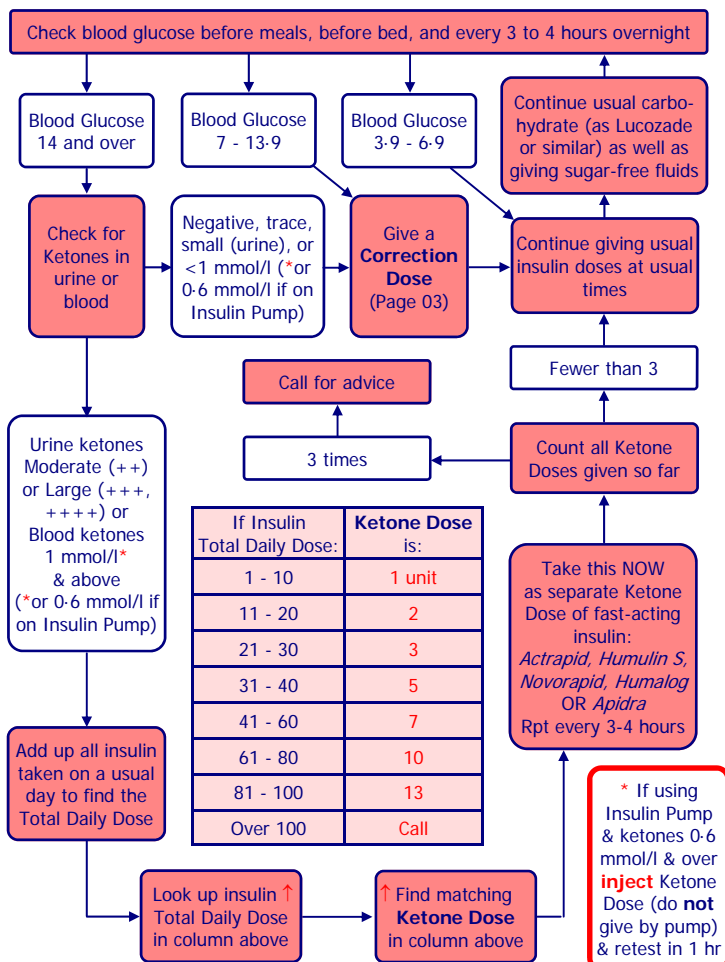 Check blood glucose before meals, before bed, and every 3 to 4 hours overnight
Blood Glucose
14 and over
Blood Glucose
7 - 13·9
Blood Glucose
3·9 - 6·9
Continue usual carbo-
hydrate (as Lucozade
or similar) as well as
giving sugar-free fluids
Check for
Ketones in
urine or
blood
Negative, trace,
small (urine), or
<1 mmol/l (*or
0·6 mmol/l if on
Insulin Pump)
Give a
Correction
Dose
(Page 03)
Continue giving usual
insulin doses at usual
times
Fewer than 3
Call for advice
3 times
Count all Ketone
Doses given so far
Urine ketones
Moderate (++)
or Large (+++,
++++) or
Blood ketones
1 mmol/l*
& above
(*or 0·6 mmol/l if
on Insulin Pump)
If Insulin
Total Daily Dose:
Ketone Dose
is:
1 - 10
1 unit
11 - 20
2
21 - 30
3
31 - 40
5
41 - 60
7
61 - 80
10
81 - 100
13
Over 100
Call
Take this NOW
as separate Ketone
Dose of fast-acting
insulin:
Actrapid, Humulin S,
Novorapid, Humalog
OR Apidra
Rpt every 3-4 hours
Add up all insulin
taken on a usual
day to find the
Total Daily Dose
Look up insulin ↑
Total Daily Dose
in column above
↑ Find matching
Ketone Dose
in column above
* If using
Insulin Pump
& ketones 0·6
mmol/l & over
inject Ketone
Dose (do not
give by pump)
& retest in 1 hr